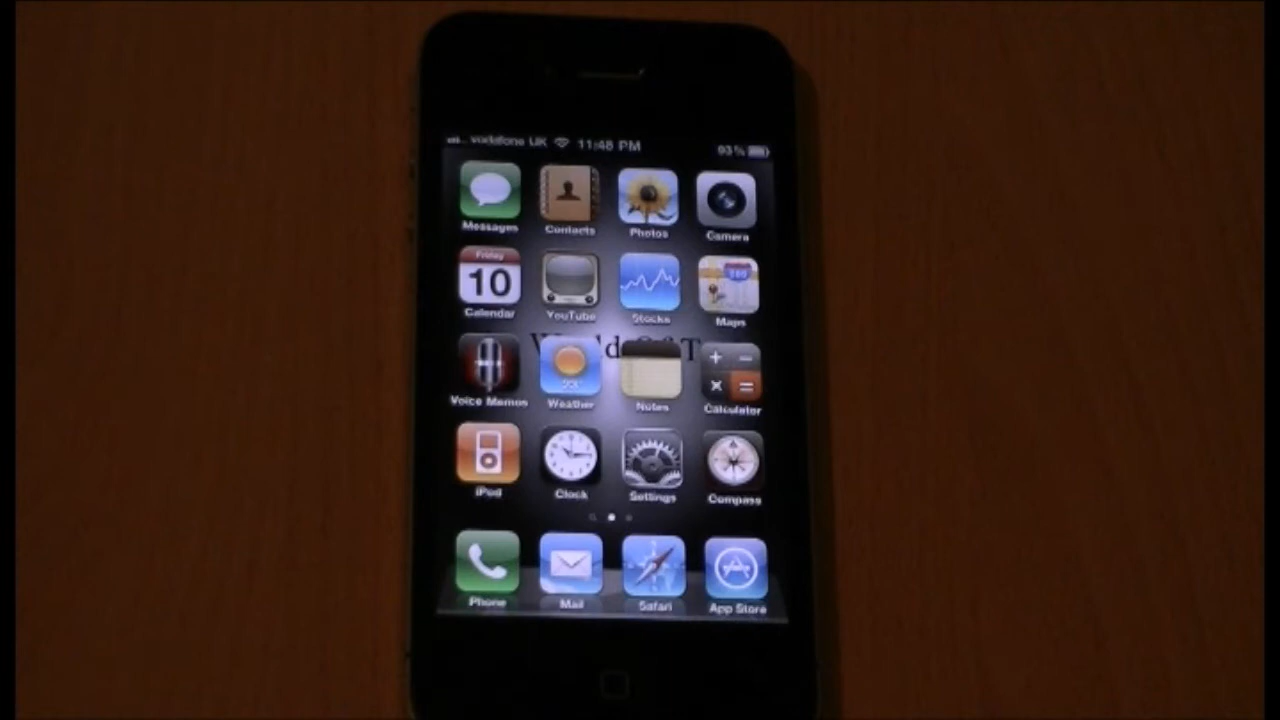 vodafone UK 11:48 PM 93%
Messages Contacts Photos Camera
Friday
10
Calendar YouTube Stocks Maps
Voice Memos Weather Notes Calculator
iPod Clock Settings Compass
Phone Mail Safari App Store